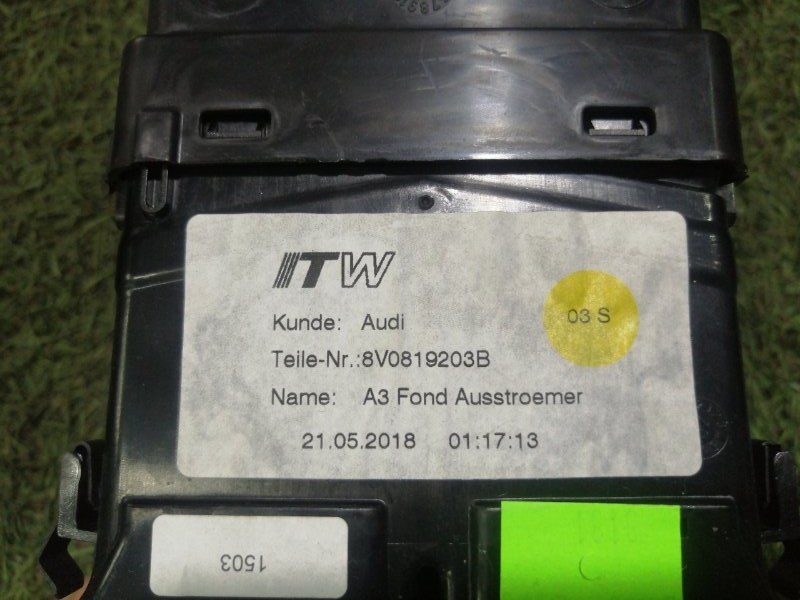 ITW
Kunde: Audi
03 S
Teile-Nr.:8V0819203B
Name: A3 Fond Ausstroemer
21.05.2018 01:17:13
1503